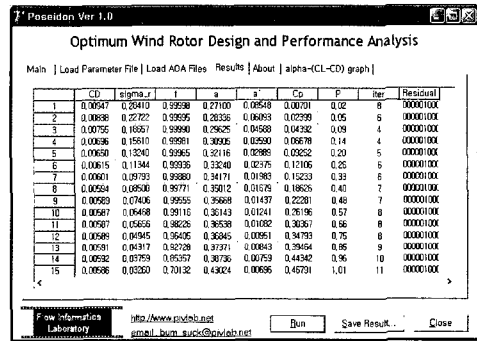 Poseidon Ver 1.0
Optimum Wind Rotor Design and Performance Analysis
Main | Load Parameter File | Load AOA Files | Results | About | alpha-(CL-CD) graph |
CD sigma_r f a a' Cp P iter Residual
1 0,00947 0,28410 0,99998 0,27100 0,08548 0,00701 0,02 8
2 0,00838 0,22722 0,99995 0,28336 0,06093 0,02399 0,05 6
3 0,00755 0,18657 0,99990 0,29625 0,04588 0,04392 0,09 4
4 0,00696 0,15610 0,99981 0,30905 0,03590 0,06678 0,14 4
5 0,00650 0,13240 0,99965 0,32116 0,02889 0,09252 0,20 5
6 0,00615 0,11344 0,99936 0,33240 0,02375 0,12106 0,26 6
7 0,00601 0,09793 0,99880 0,34171 0,01983 0,15233 0,33 6
8 0,00594 0,08508 0,99771 0,35012 0,01679 0,18626 0,40 7
9 0,00589 0,07406 0,99555 0,35668 0,01437 0,22281 0,48 7
10 0,00587 0,06468 0,99116 0,36143 0,01241 0,26196 0,57 8
11 0,00587 0,05655 0,98226 0,36538 0,01082 0,30367 0,66 8
12 0,00589 0,04945 0,96405 0,36845 0,00951 0,34793 0,75 8
13 0,00591 0,04317 0,92728 0,37371 0,00843 0,39464 0,85 9
14 0,00592 0,03759 0,85357 0,38736 0,00759 0,44342 0,96 10
15 0,00586 0,03260 0,70132 0,43024 0,00696 0,45791 1,01 11
Flow Informatics
Laboratory
http://www.pivlab.net
email, bum_suck@pivlab.net
Run
Save Result...
Close